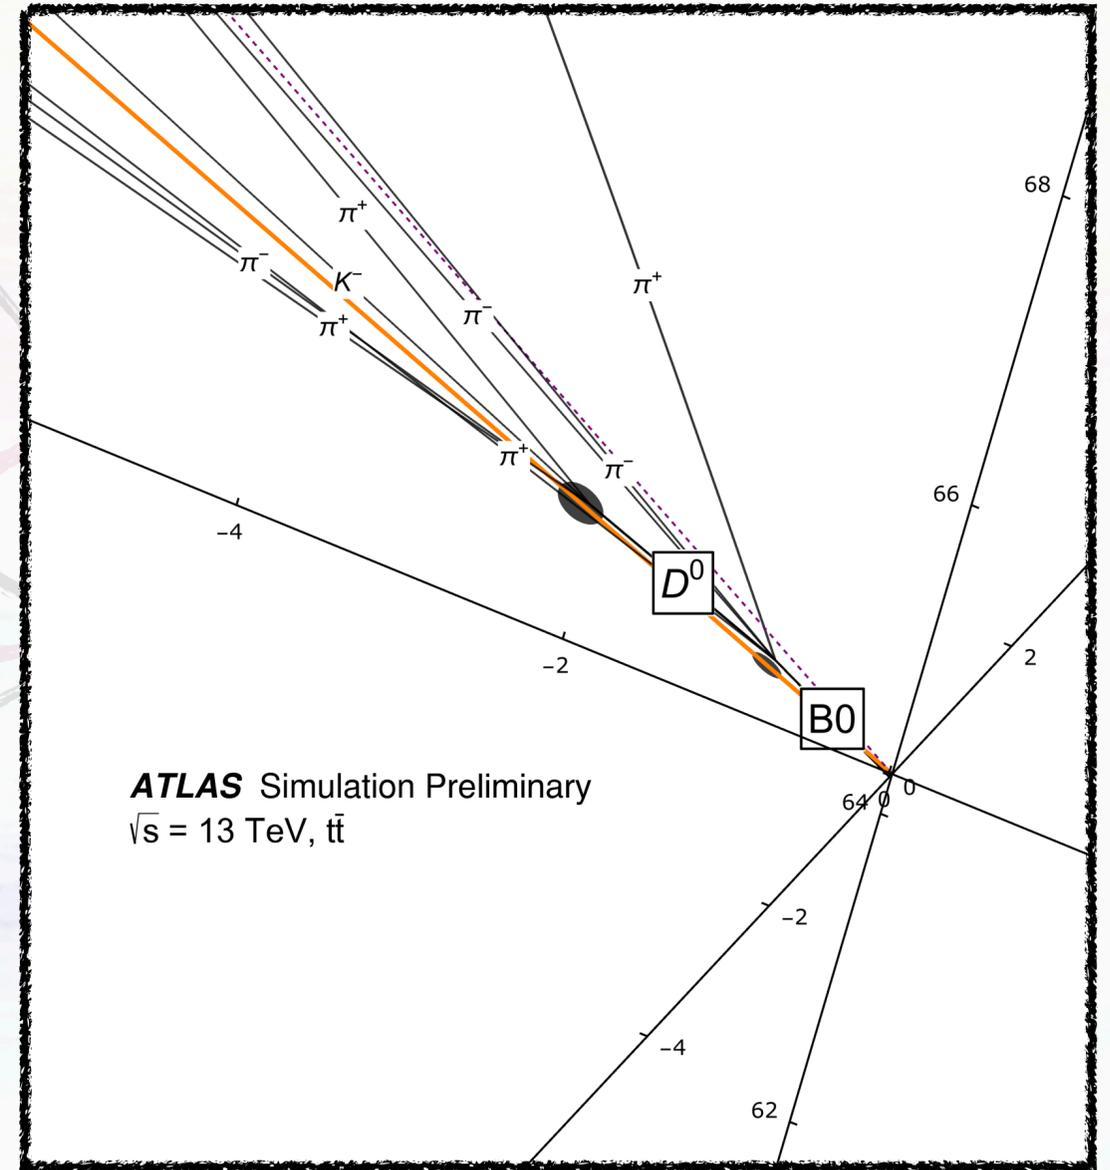 68
π⁺
π⁻
K⁻
π⁺
π⁻
π⁺
π⁺
π⁻
66
-4
D⁰
2
-2
B0
ATLAS Simulation Preliminary
√s = 13 TeV, tt̄
0
64 0
-2
-4
62